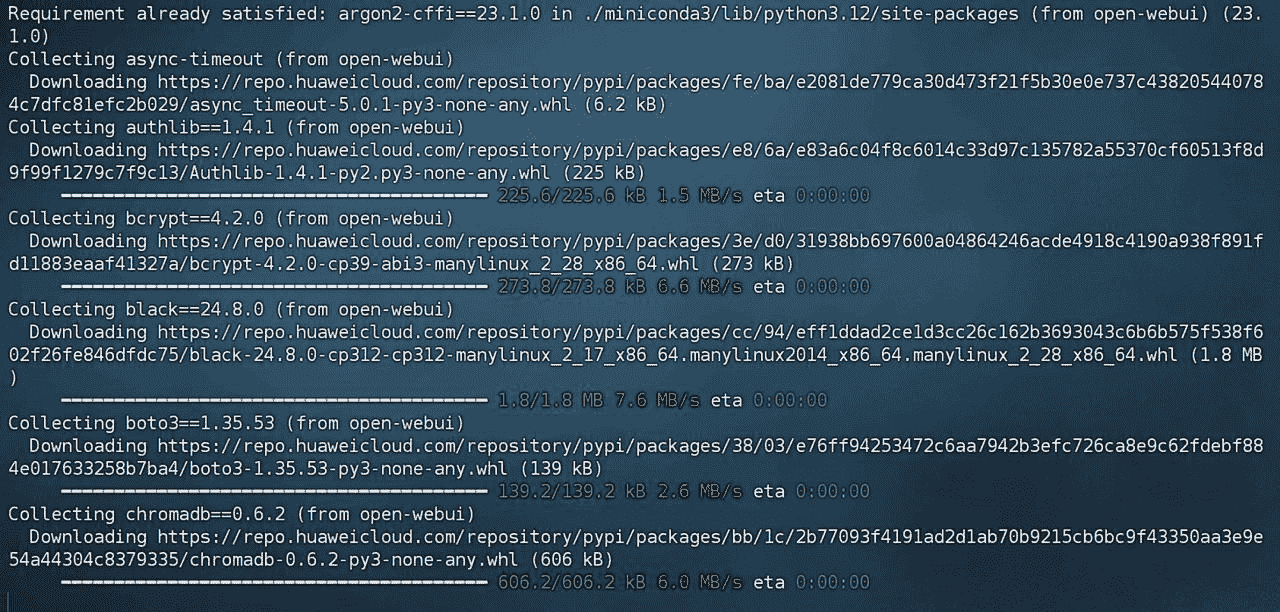 Requirement already satisfied: argon2-cffi==23.1.0 in ./miniconda3/lib/python3.12/site-packages (from open-webui) (23.
1.0)
Collecting async-timeout (from open-webui)
  Downloading https://repo.huaweicloud.com/repository/pypi/packages/fe/ba/e2081de779ca30d473f21f5b30e0e737c438205440784
4c7dfc81efc2b029/async_timeout-5.0.1-py3-none-any.whl (6.2 kB)
Collecting authlib==1.4.1 (from open-webui)
  Downloading https://repo.huaweicloud.com/repository/pypi/packages/e8/6a/e83a6c04f8c6014c33d97c135782a55370cf60513f8d
9f99f1279c7f9c13/Authlib-1.4.1-py2.py3-none-any.whl (225 kB)
225.6/225.6 kB 1.5 MB/s eta 0:00:00
Collecting bcrypt==4.2.0 (from open-webui)
  Downloading https://repo.huaweicloud.com/repository/pypi/packages/3e/d0/31938bb697600a04864246acde4918c4190a938f891f
d11883eaaf41327a/bcrypt-4.2.0-cp39-abi3-manylinux_2_28_x86_64.whl (273 kB)
273.8/273.8 kB 6.6 MB/s eta 0:00:00
Collecting black==24.8.0 (from open-webui)
  Downloading https://repo.huaweicloud.com/repository/pypi/packages/cc/94/eff1ddad2ce1d3cc26c162b3693043c6b6b575f538f6
02f26fe846dfdc75/black-24.8.0-cp312-cp312-manylinux_2_17_x86_64.manylinux2014_x86_64.manylinux_2_28_x86_64.whl (1.8 MB
)
1.8/1.8 MB 7.6 MB/s eta 0:00:00
Collecting boto3==1.35.53 (from open-webui)
  Downloading https://repo.huaweicloud.com/repository/pypi/packages/38/03/e76ff94253472c6aa7942b3efc726ca8e9c62fdebf88
4e017633258b7ba4/boto3-1.35.53-py3-none-any.whl (139 kB)
139.2/139.2 kB 2.6 MB/s eta 0:00:00
Collecting chromadb==0.6.2 (from open-webui)
  Downloading https://repo.huaweicloud.com/repository/pypi/packages/bb/1c/2b77093f4191ad2d1ab70b9215cb6bc9f43350aa3e9e
54a44304c8379335/chromadb-0.6.2-py3-none-any.whl (606 kB)
606.2/606.2 kB 6.0 MB/s eta 0:00:00